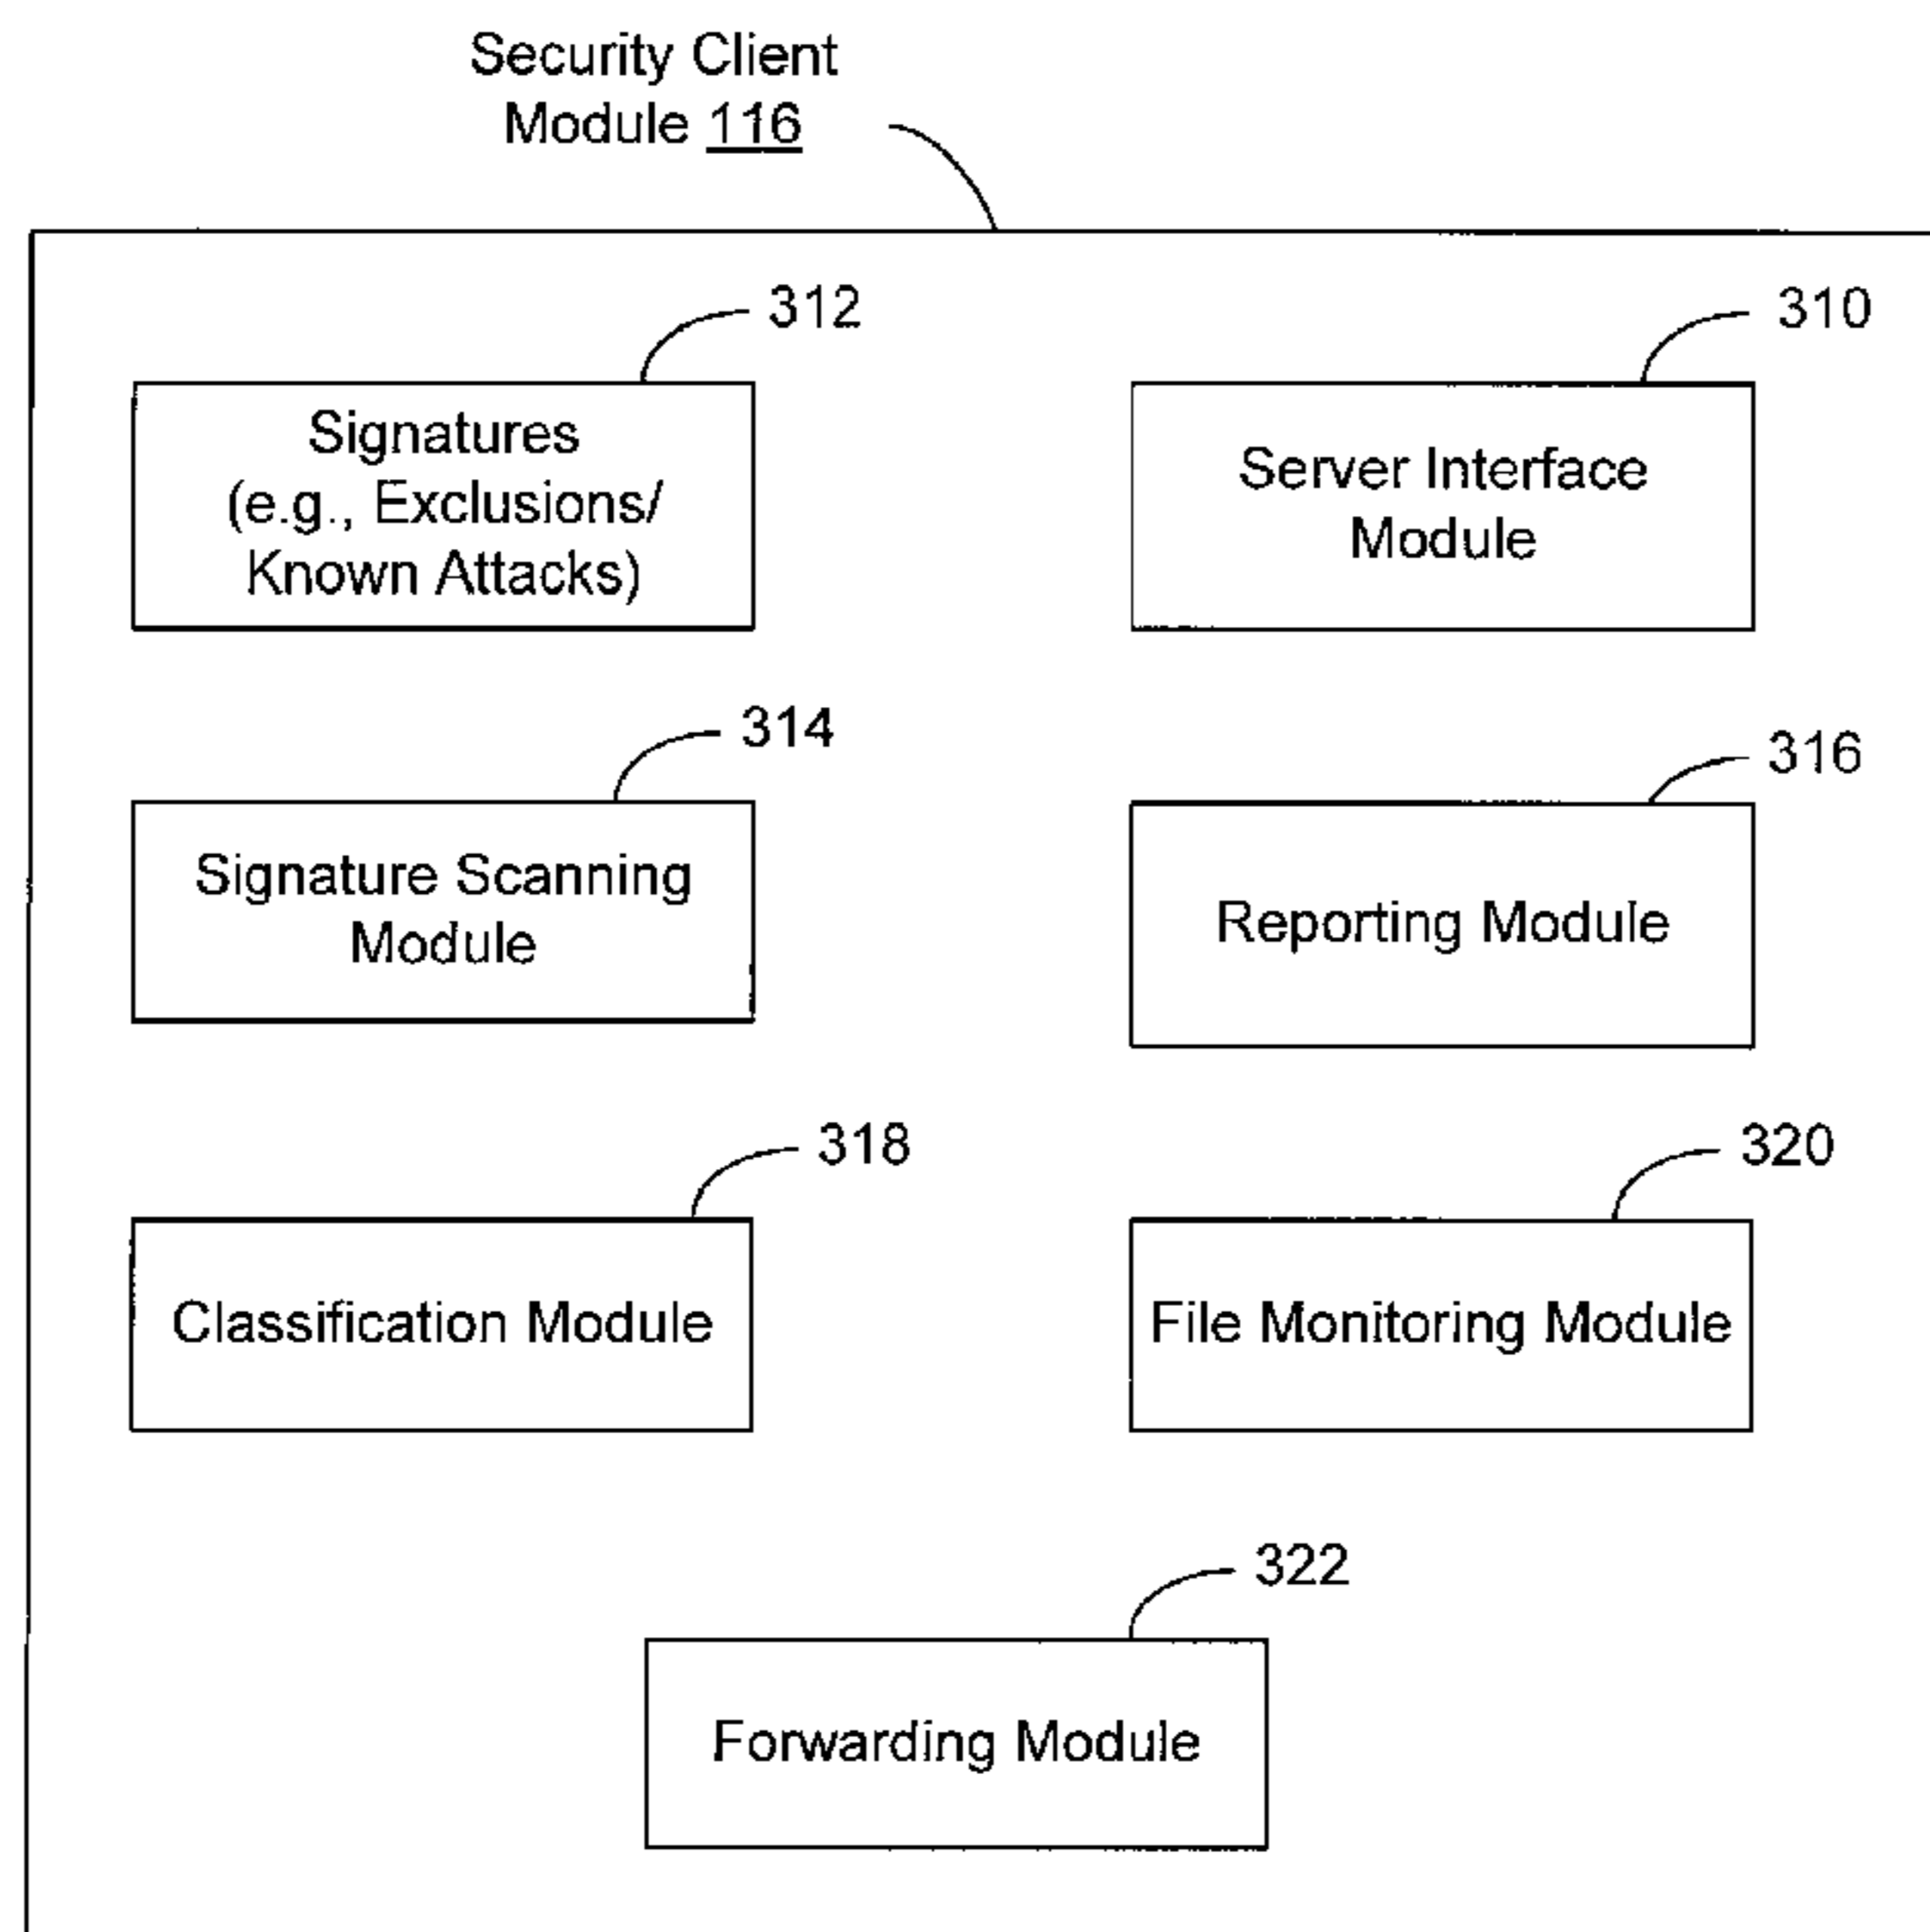 Security Client
Module 116
312
310
Signatures
(e.g., Exclusions/
Known Attacks)
Server Interface
Module
314
316
Signature Scanning
Module
Reporting Module
318
320
Classification Module
File Monitoring Module
322
Forwarding Module